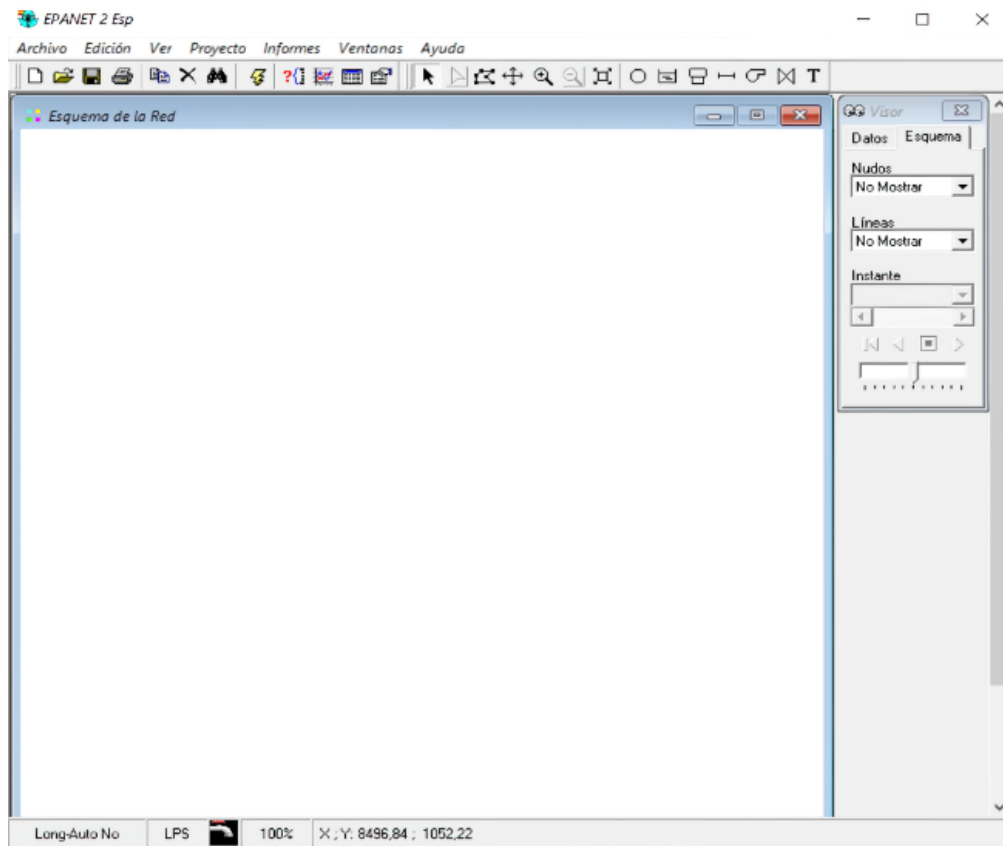 EPANET 2 Esp
Archivo Edición Ver Proyecto Informes Ventanas Ayuda
?{} T
Esquema de la Red
Visor
Datos Esquema
Nudos
No Mostrar
Líneas
No Mostrar
Instante
Long-Auto No LPS 100% X ; Y: 8496,84 ; 1052,22